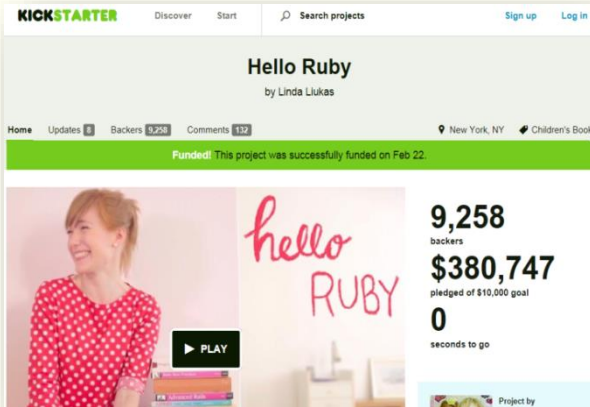 KICKSTARTER Discover Start Search projects Sign up Log in
Hello Ruby
by Linda Liukas
Home Updates 8 Backers 9,258 Comments 132 New York, NY Children's Book
Funded! This project was successfully funded on Feb 22.
hello
RUBY
PLAY
9,258
backers
$380,747
pledged of $10,000 goal
0
seconds to go
Project by